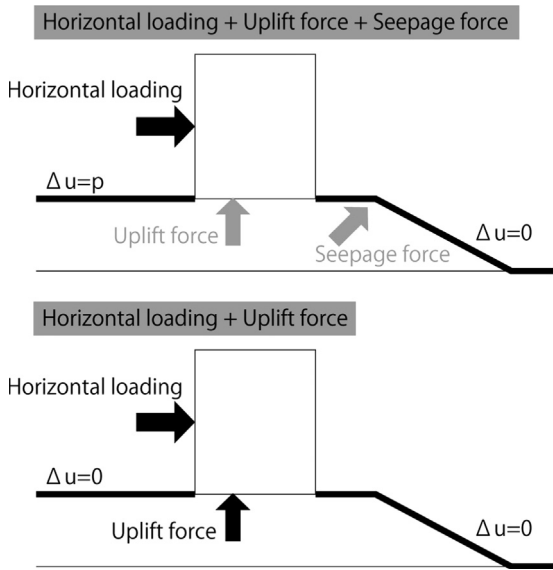 Horizontal loading + Uplift force + Seepage force
Horizontal loading
Δu=p
Uplift force
Seepage force
Δu=0
Horizontal loading + Uplift force
Horizontal loading
Δu=0
Uplift force
Δu=0